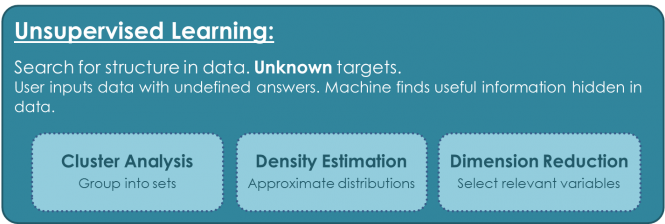 Unsupervised Learning:
Search for structure in data. Unknown targets.
User inputs data with undefined answers. Machine finds useful information hidden in
data.
Cluster Analysis
Group into sets
Density Estimation
Approximate distributions
Dimension Reduction
Select relevant variables